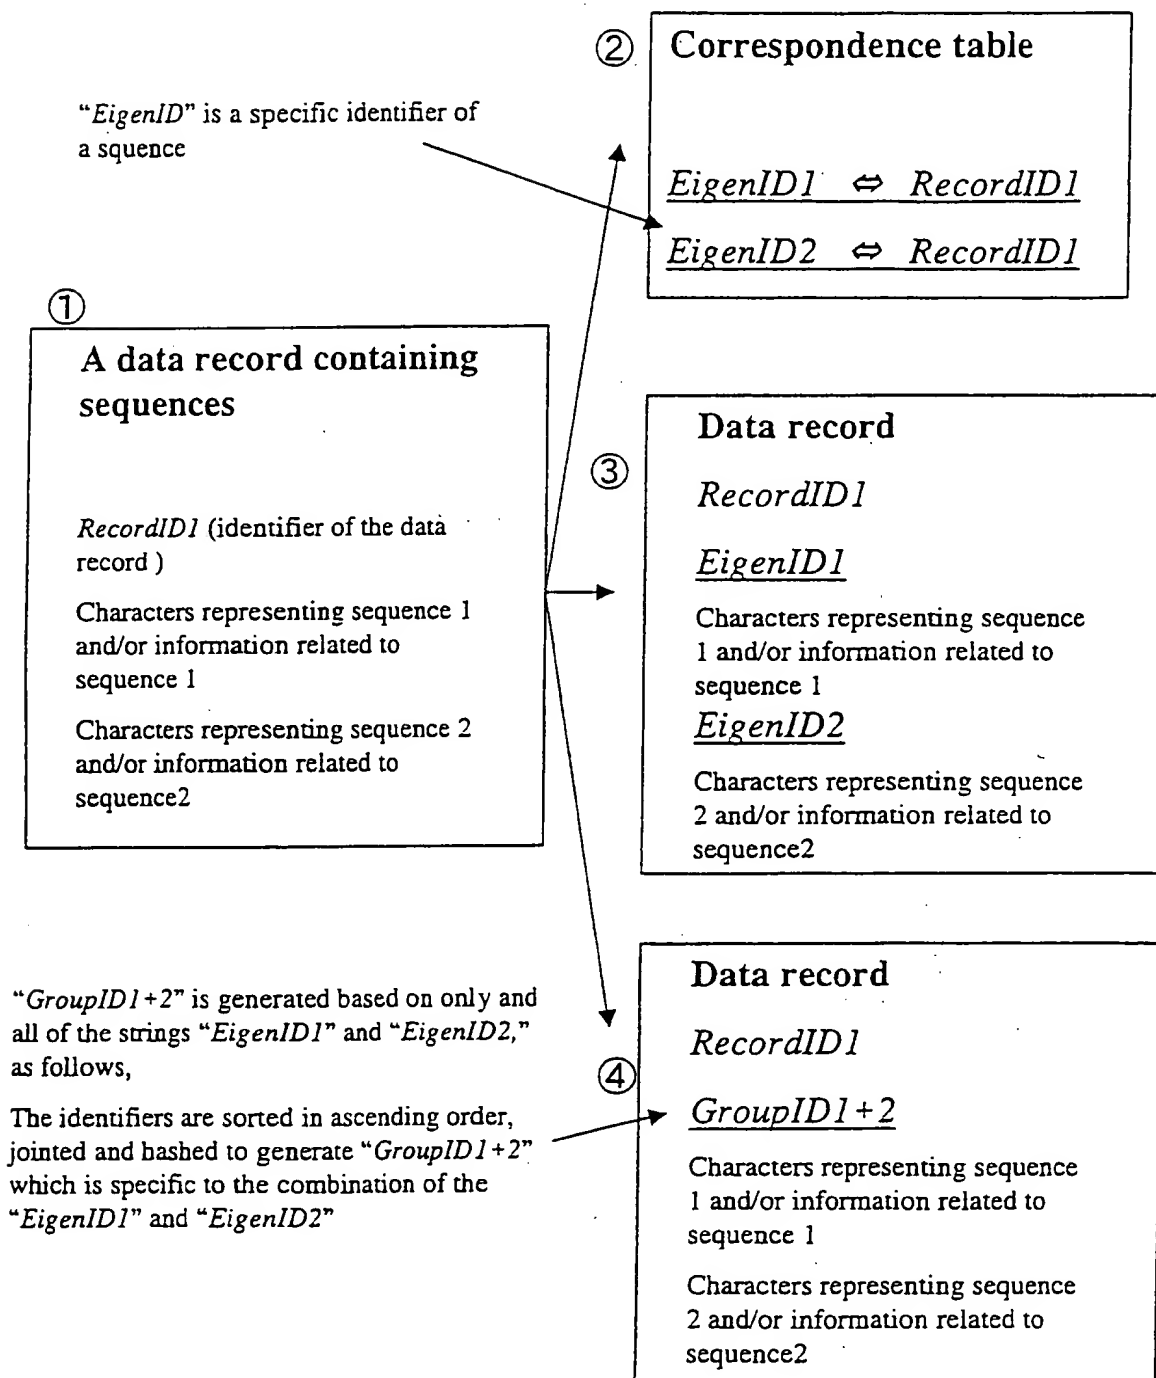 ②
Correspondence table
"EigenID" is a specific identifier of
a squence
EigenID1 ⇔ RecordID1
EigenID2 ⇔ RecordID1
①
A data record containing
sequences
RecordID1 (identifier of the data
record )
Characters representing sequence 1
and/or information related to
sequence 1
Characters representing sequence 2
and/or information related to
sequence2
③
Data record
RecordID1
EigenID1
Characters representing sequence
1 and/or information related to
sequence 1
EigenID2
Characters representing sequence
2 and/or information related to
sequence2
"GroupID1+2" is generated based on only and
all of the strings "EigenID1" and "EigenID2,"
as follows,
The identifiers are sorted in ascending order,
jointed and hashed to generate "GroupID1+2"
which is specific to the combination of the
"EigenID1" and "EigenID2"
④
Data record
RecordID1
GroupID1+2
Characters representing sequence
1 and/or information related to
sequence 1
Characters representing sequence
2 and/or information related to
sequence2